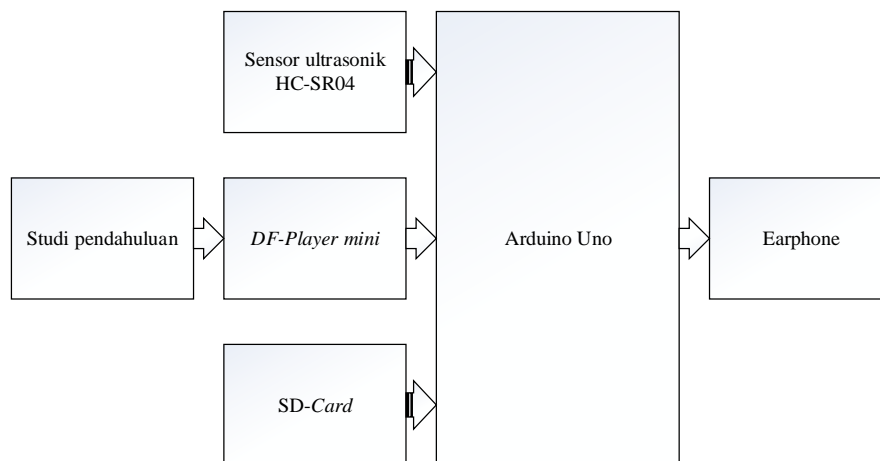 Sensor ultrasonik
HC-SR04
Studi pendahuluan
DF-Player mini
Arduino Uno
Earphone
SD-Card